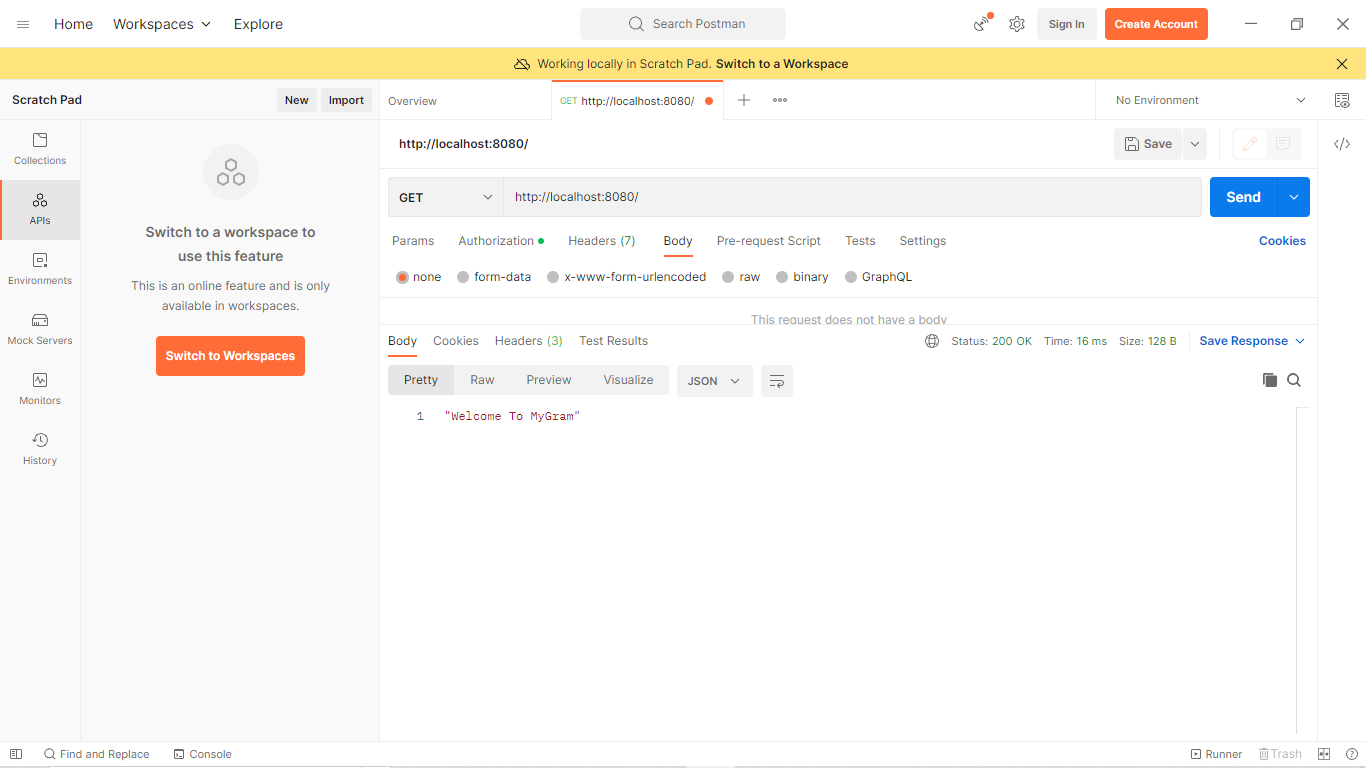 Home Workspaces Explore Search Postman Sign In Create Account
Working locally in Scratch Pad. Switch to a Workspace
Scratch Pad New Import Overview GET http://localhost:8080/ No Environment
Collections
APIs
Environments
Mock Servers
Monitors
History
Switch to a workspace to
use this feature
This is an online feature and is only
available in workspaces.
Switch to Workspaces
http://localhost:8080/ Save
GET http://localhost:8080/ Send
Params Authorization Headers (7) Body Pre-request Script Tests Settings Cookies
none form-data x-www-form-urlencoded raw binary GraphQL
This request does not have a body
Body Cookies Headers (3) Test Results Status: 200 OK Time: 16 ms Size: 128 B Save Response
Pretty Raw Preview Visualize JSON
1 "Welcome To MyGram"
Find and Replace Console Runner Trash